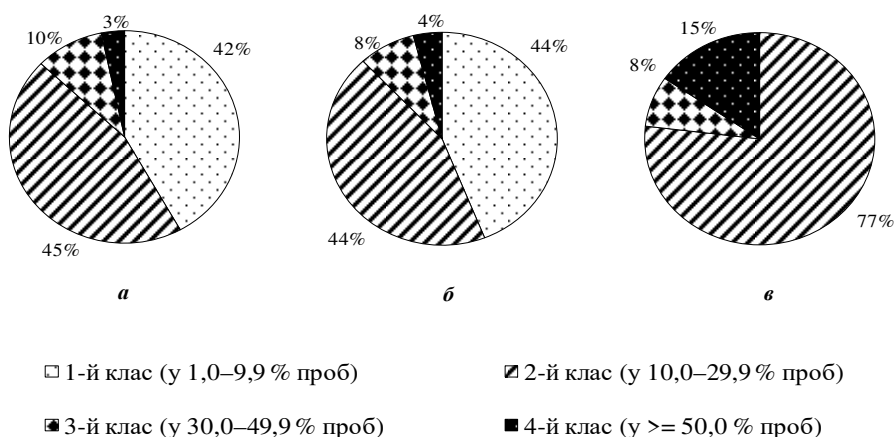 3% 4% 15%
10% 42% 8% 44% 8%
45% 44% 77%
а б в
1-й клас (у 1,0–9,9 % проб) 2-й клас (у 10,0–29,9 % проб)
3-й клас (у 30,0–49,9 % проб) 4-й клас (у >= 50,0 % проб)